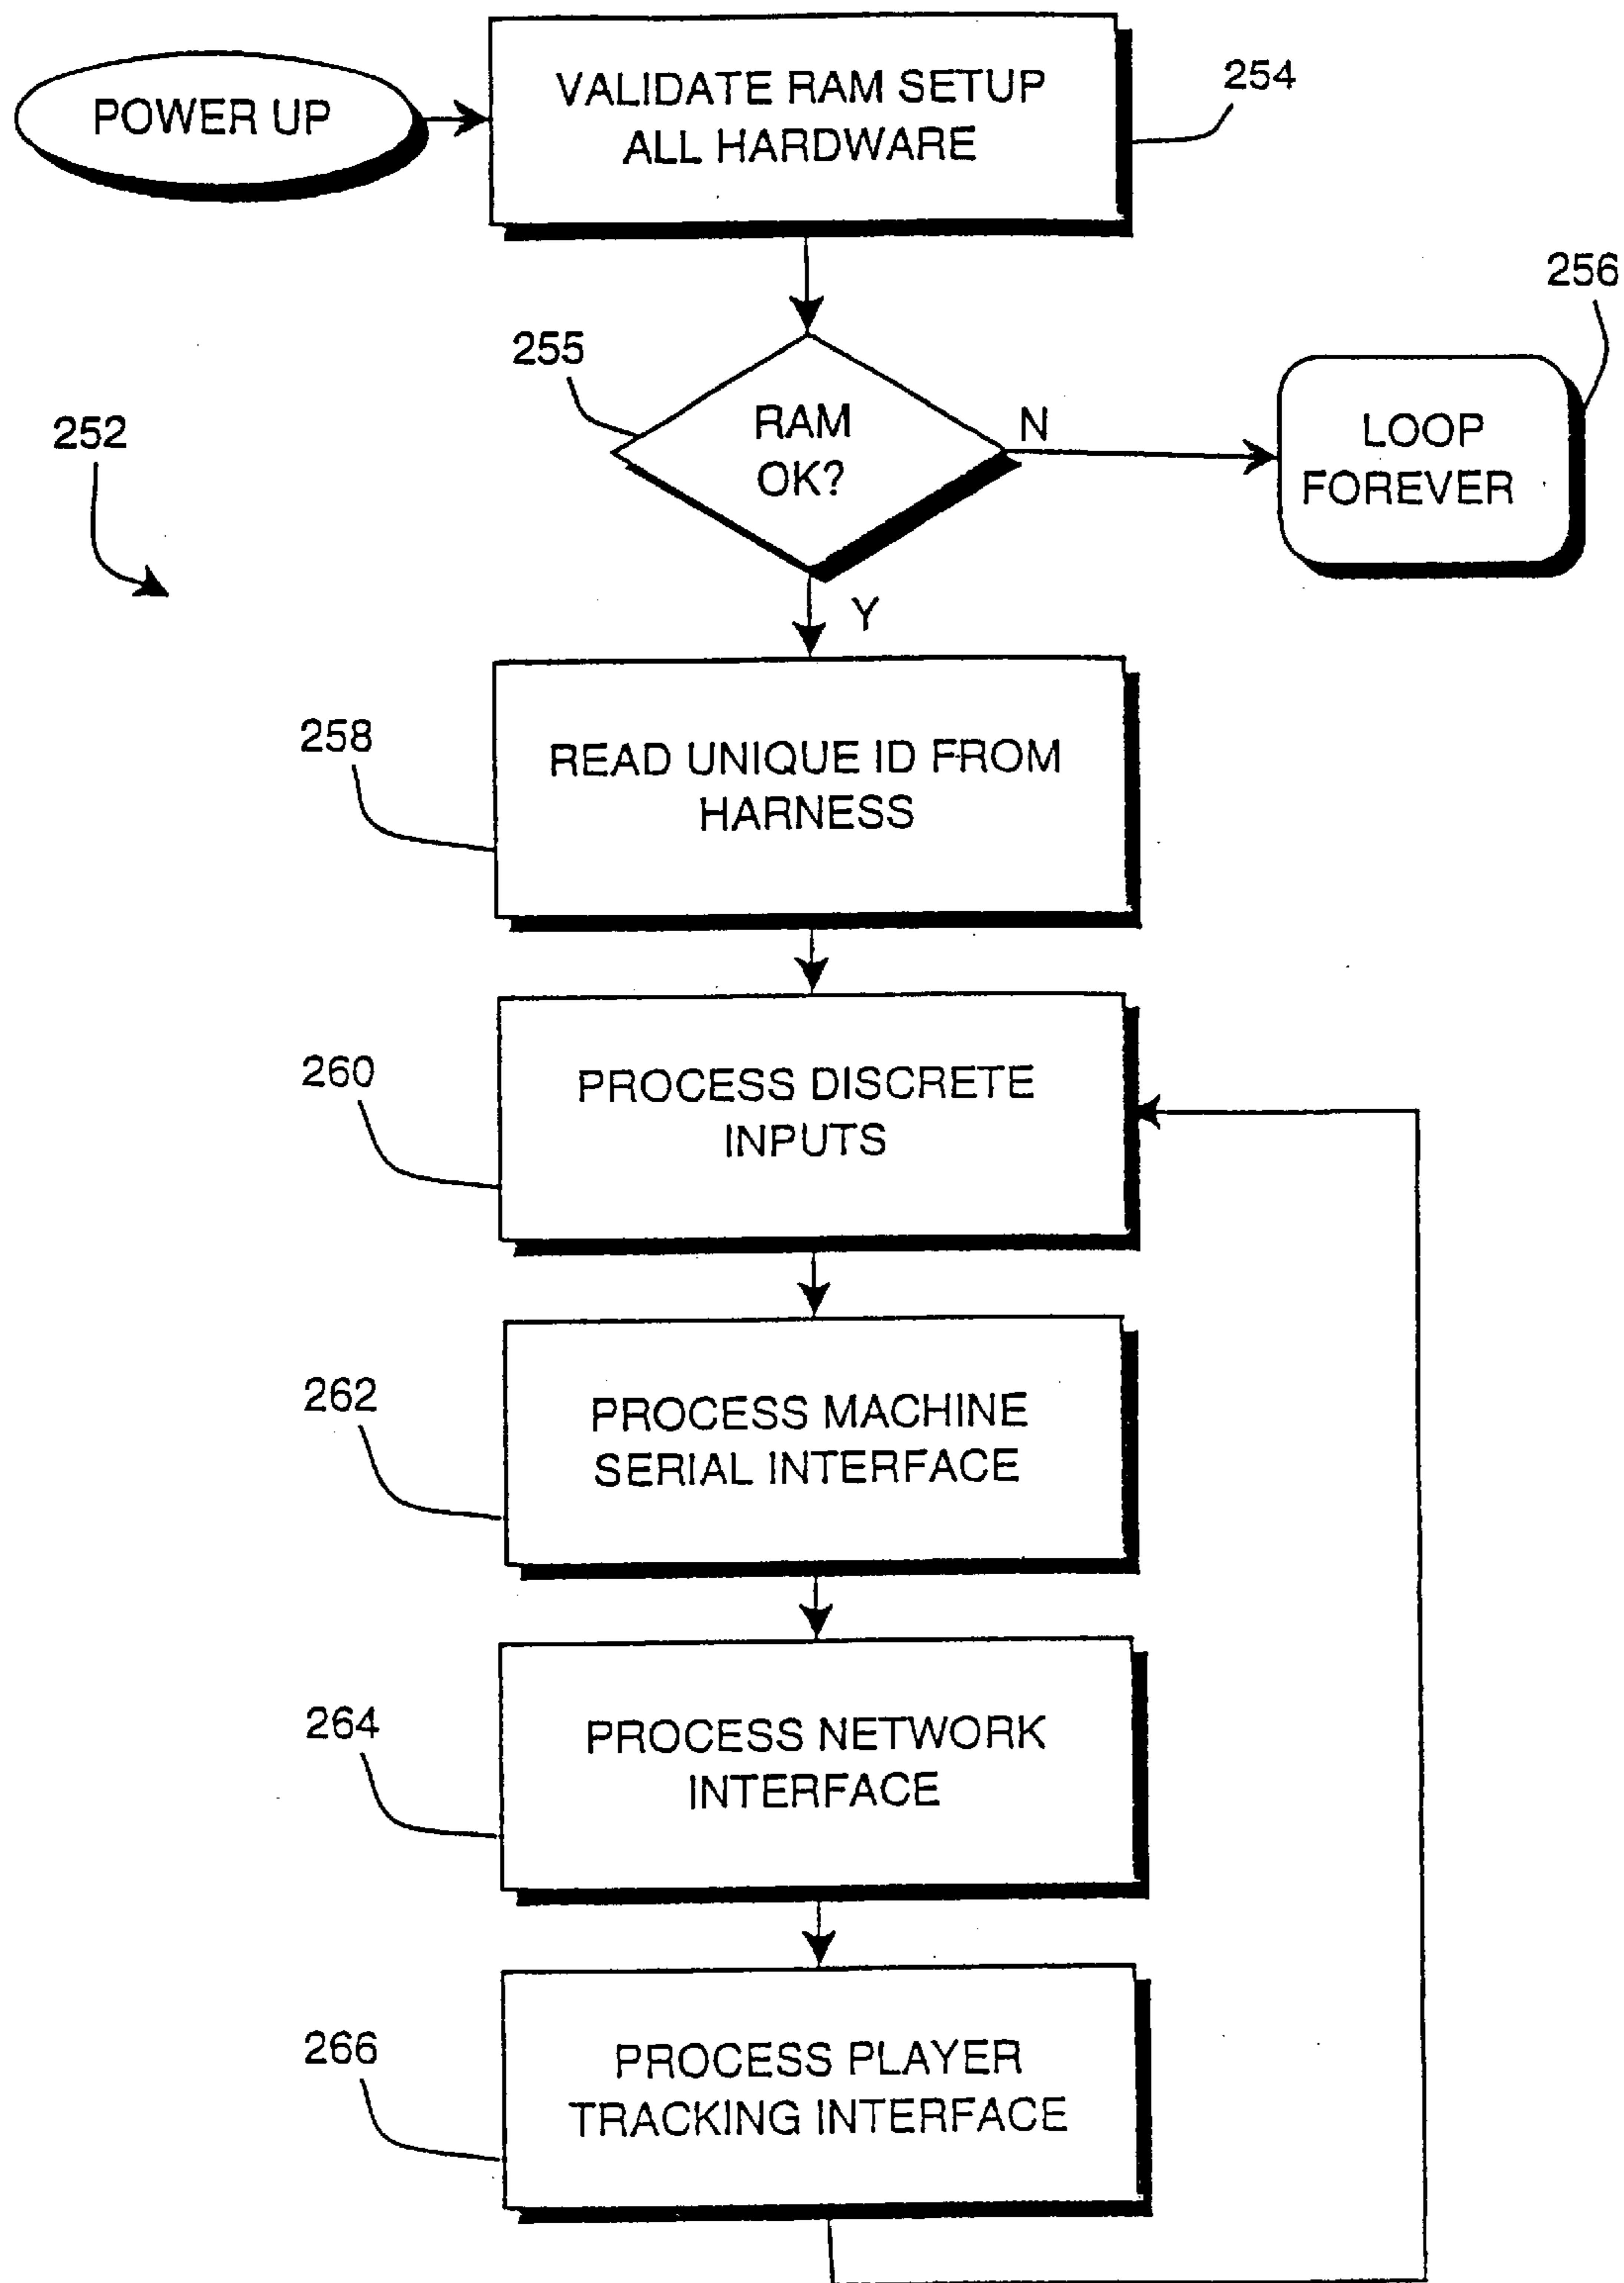 POWER UP
VALIDATE RAM SETUP
ALL HARDWARE
254
256
255
RAM
OK?
N
LOOP
FOREVER
252
Y
258
READ UNIQUE ID FROM
HARNESS
260
PROCESS DISCRETE
INPUTS
262
PROCESS MACHINE
SERIAL INTERFACE
264
PROCESS NETWORK
INTERFACE
266
PROCESS PLAYER
TRACKING INTERFACE